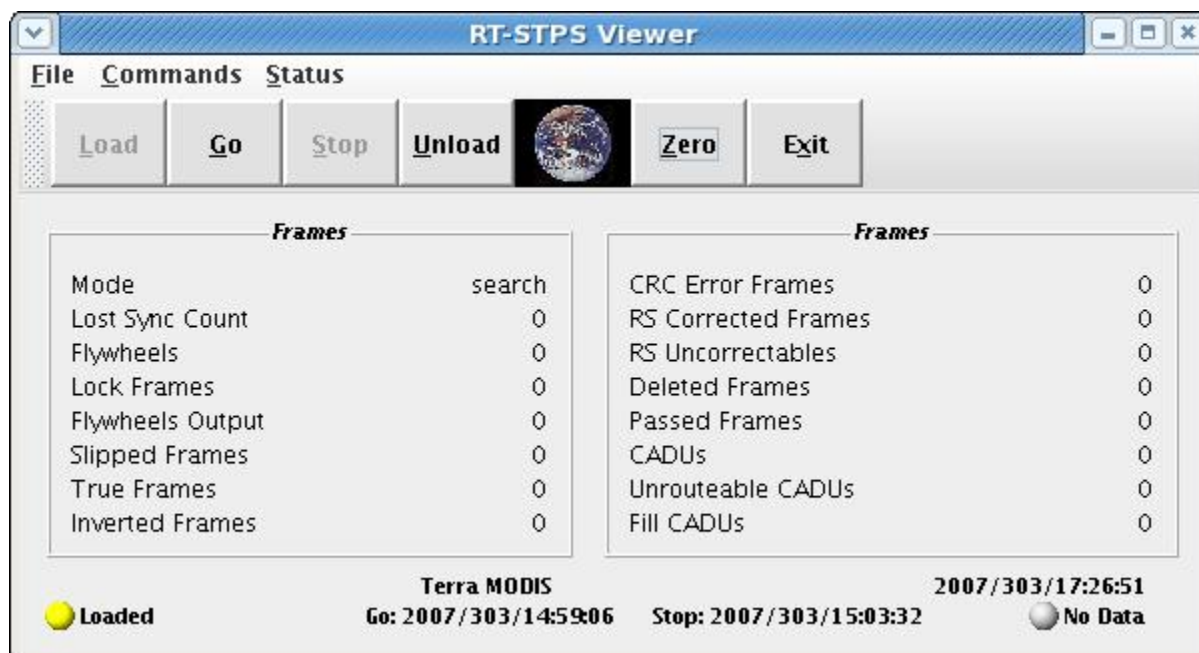 RT-STPS Viewer
File Commands Status
Load Go Stop Unload Zero Exit
Frames
Mode search
Lost Sync Count 0
Flywheels 0
Lock Frames 0
Flywheels Output 0
Slipped Frames 0
True Frames 0
Inverted Frames 0
Frames
CRC Error Frames 0
RS Corrected Frames 0
RS Uncorrectables 0
Deleted Frames 0
Passed Frames 0
CADUs 0
Unrouteable CADUs 0
Fill CADUs 0
Terra MODIS 2007/303/17:26:51
Loaded Go: 2007/303/14:59:06 Stop: 2007/303/15:03:32 No Data